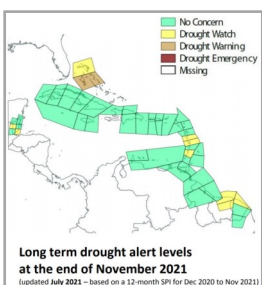 No Concern
Drought Watch
Drought Warning
Drought Emergency
Missing
Long term drought alert levels
at the end of November 2021
(updated July 2021 – based on a 12-month SPI for Dec 2020 to Nov 2021)